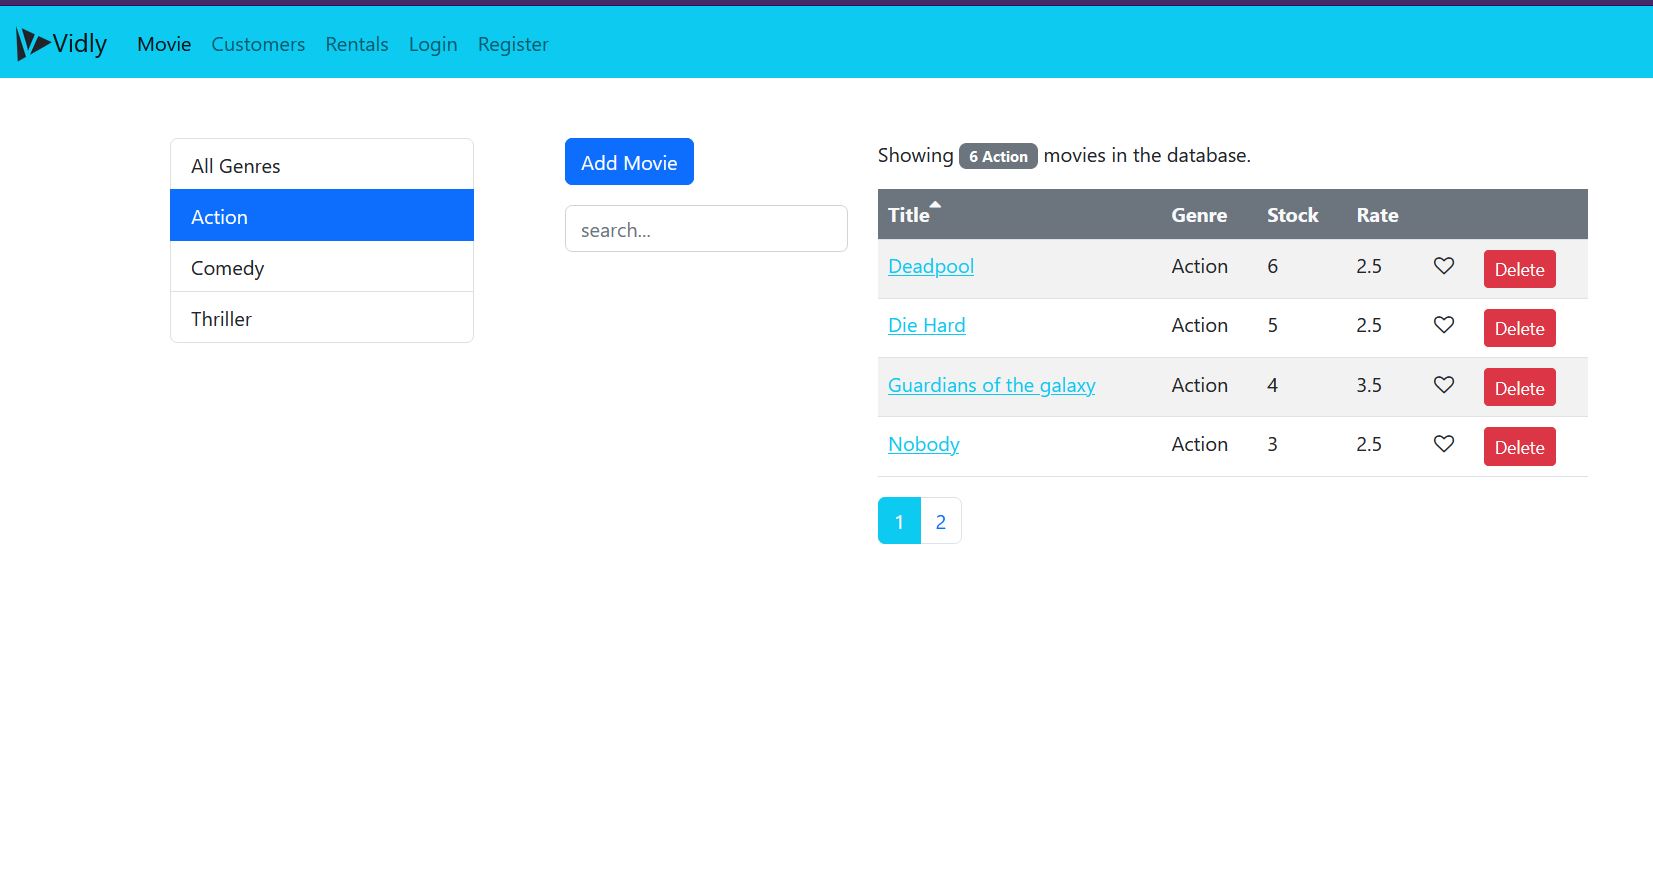 Vidly Movie Customers Rentals Login Register
All Genres
Action
Comedy
Thriller
Add Movie
search...
Showing 6 Action movies in the database.
Title Genre Stock Rate
Deadpool Action 6 2.5 Delete
Die Hard Action 5 2.5 Delete
Guardians of the galaxy Action 4 3.5 Delete
Nobody Action 3 2.5 Delete
1 2